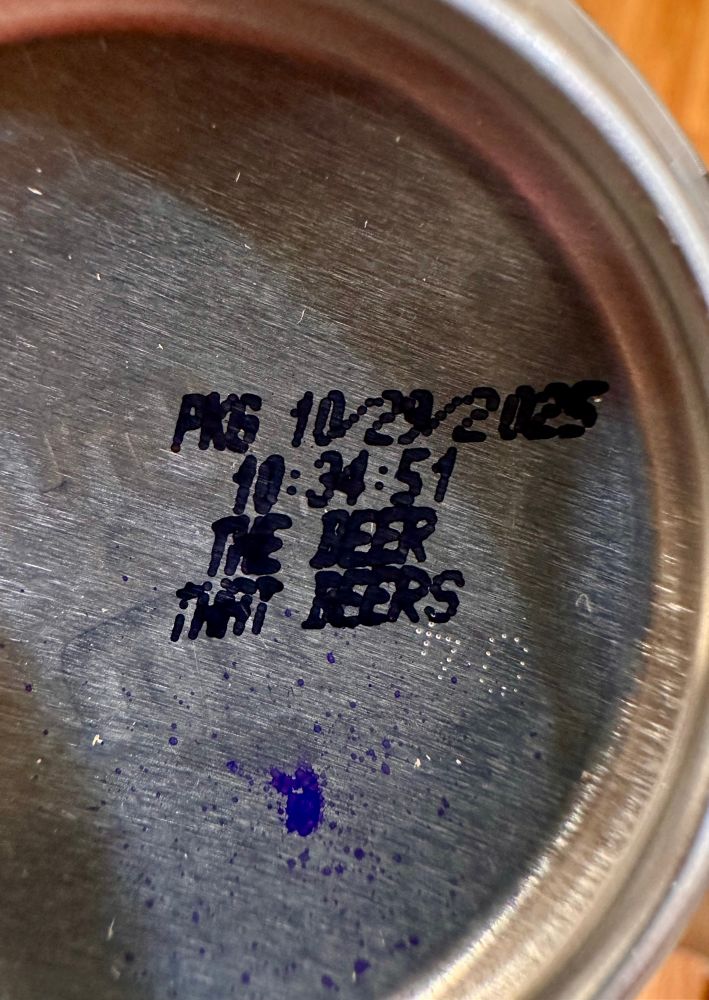 PKG 10/29/2025
10:34:51
THE BEER
THAT BEERS